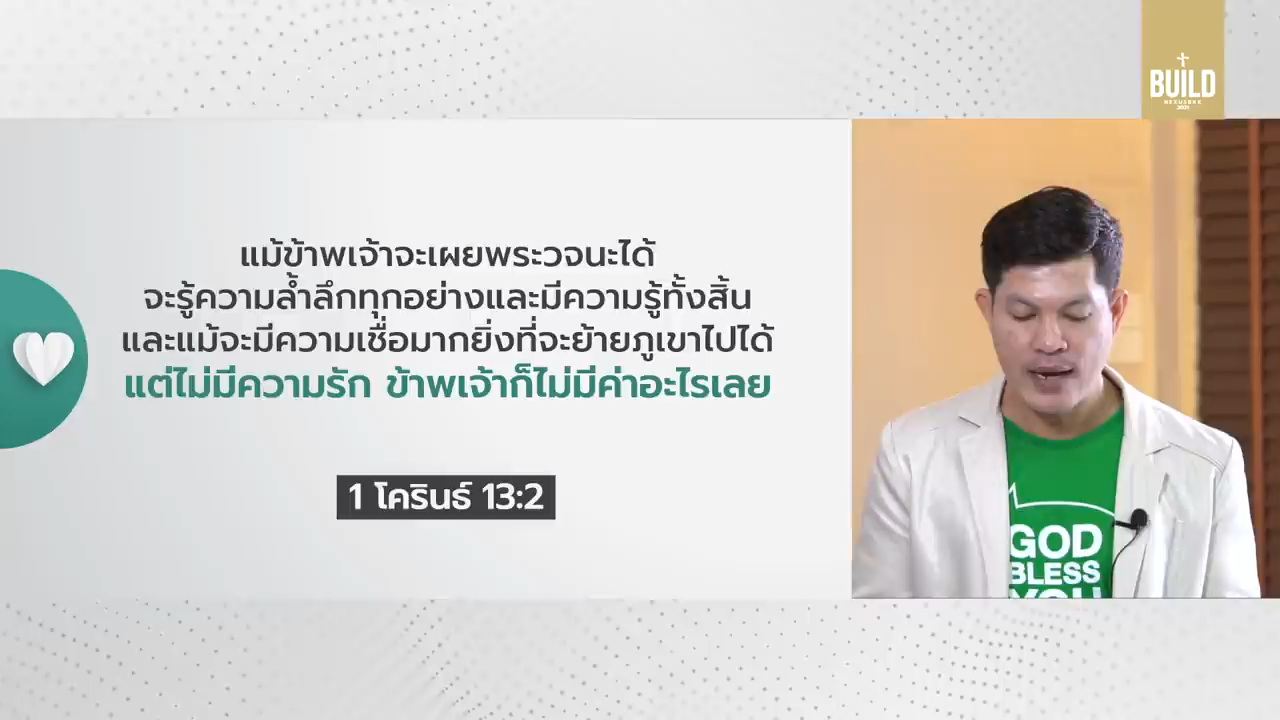 BUILD
NEXUSBKK
2021
แม้ข้าพเจ้าจะเผยพระวจนะได้
จะรู้ความล้ำลึกทุกอย่างและมีความรู้ทั้งสิ้น
และแม้จะมีความเชื่อมากยิ่งที่จะย้ายภูเขาไปได้
แต่ไม่มีความรัก ข้าพเจ้าก็ไม่มีค่าอะไรเลย
1 โครินธ์ 13:2
GOD
BLESS
YOU